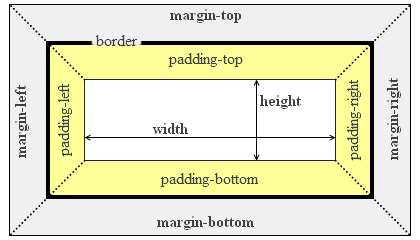 margin-top
border
padding-top
margin-left
padding-left
height
width
padding-right
margin-right
padding-bottom
margin-bottom